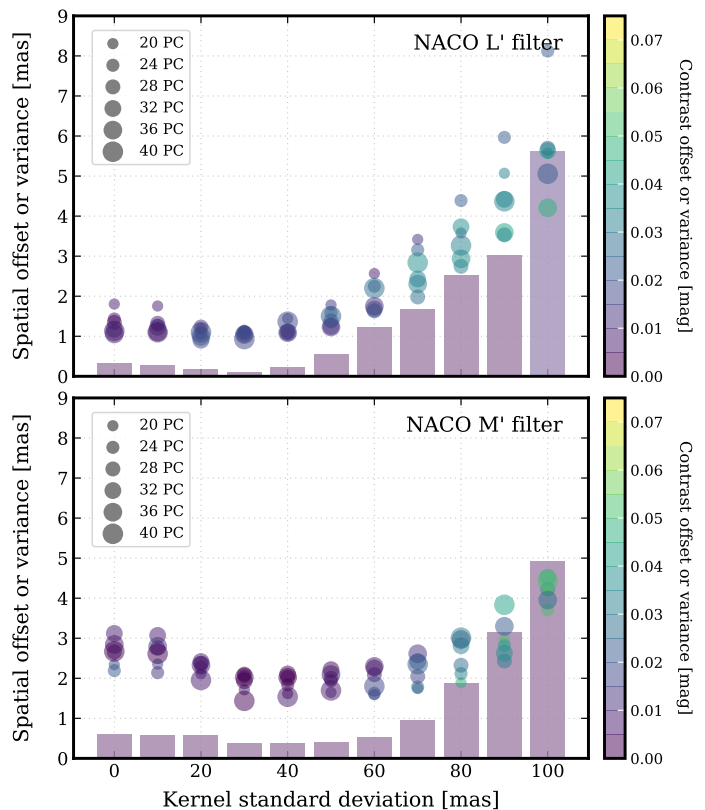 NACO L' filter
20 PC
24 PC
28 PC
32 PC
36 PC
40 PC
Spatial offset or variance [mas]
9
8
7
6
5
4
3
2
1
0
0.07
0.06
0.05
0.04
0.03
0.02
0.01
0.00
Contrast offset or variance [mag]
NACO M' filter
20 PC
24 PC
28 PC
32 PC
36 PC
40 PC
Spatial offset or variance [mas]
9
8
7
6
5
4
3
2
1
0
0.07
0.06
0.05
0.04
0.03
0.02
0.01
0.00
Contrast offset or variance [mag]
0 20 40 60 80 100
Kernel standard deviation [mas]